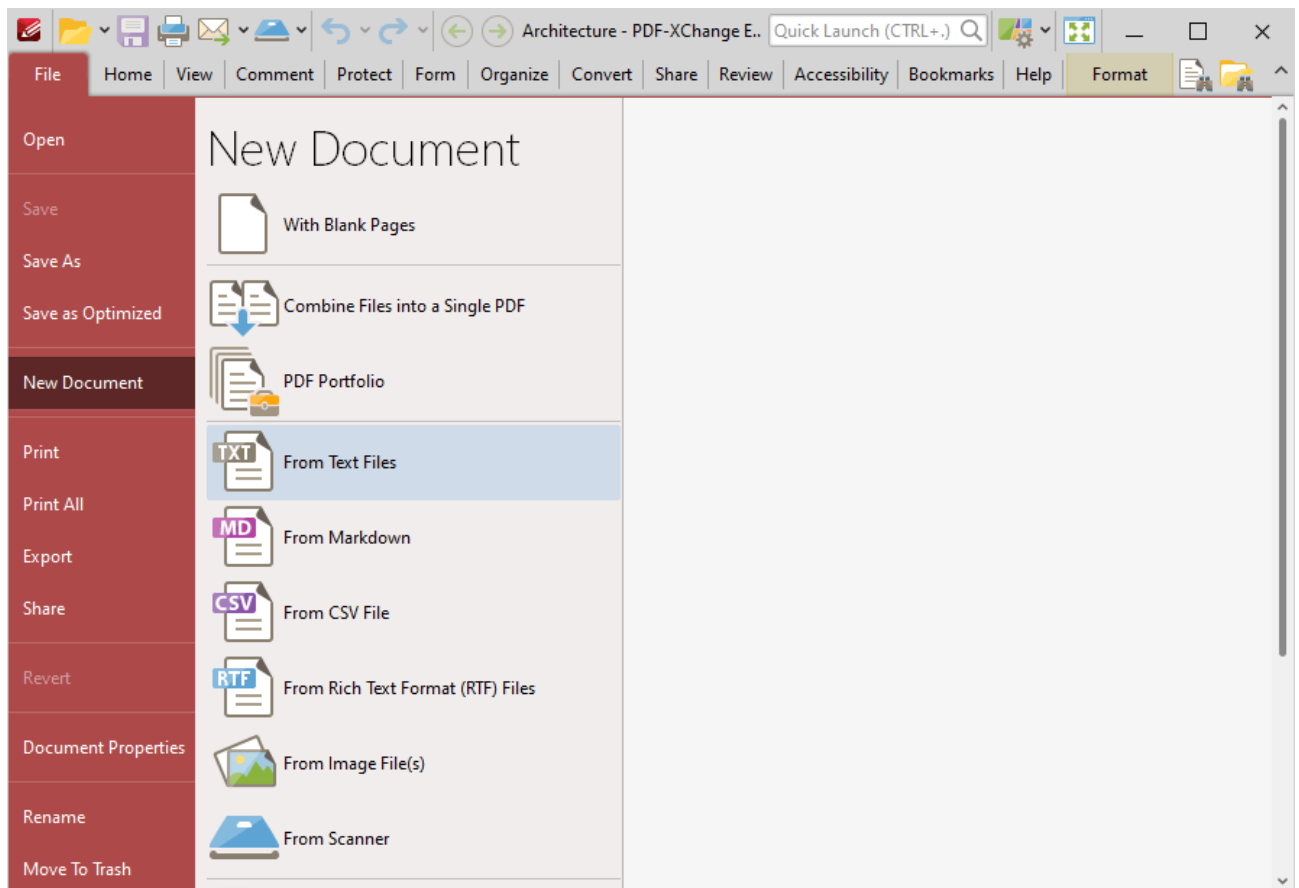 Architecture - PDF-XChange E..
Quick Launch (CTRL+.)
File Home View Comment Protect Form Organize Convert Share Review Accessibility Bookmarks Help Format
Open
Save
Save As
Save as Optimized
New Document
Print
Print All
Export
Share
Revert
Document Properties
Rename
Move To Trash
New Document
With Blank Pages
Combine Files into a Single PDF
PDF Portfolio
TXT From Text Files
MD From Markdown
CSV From CSV File
RTF From Rich Text Format (RTF) Files
From Image File(s)
From Scanner